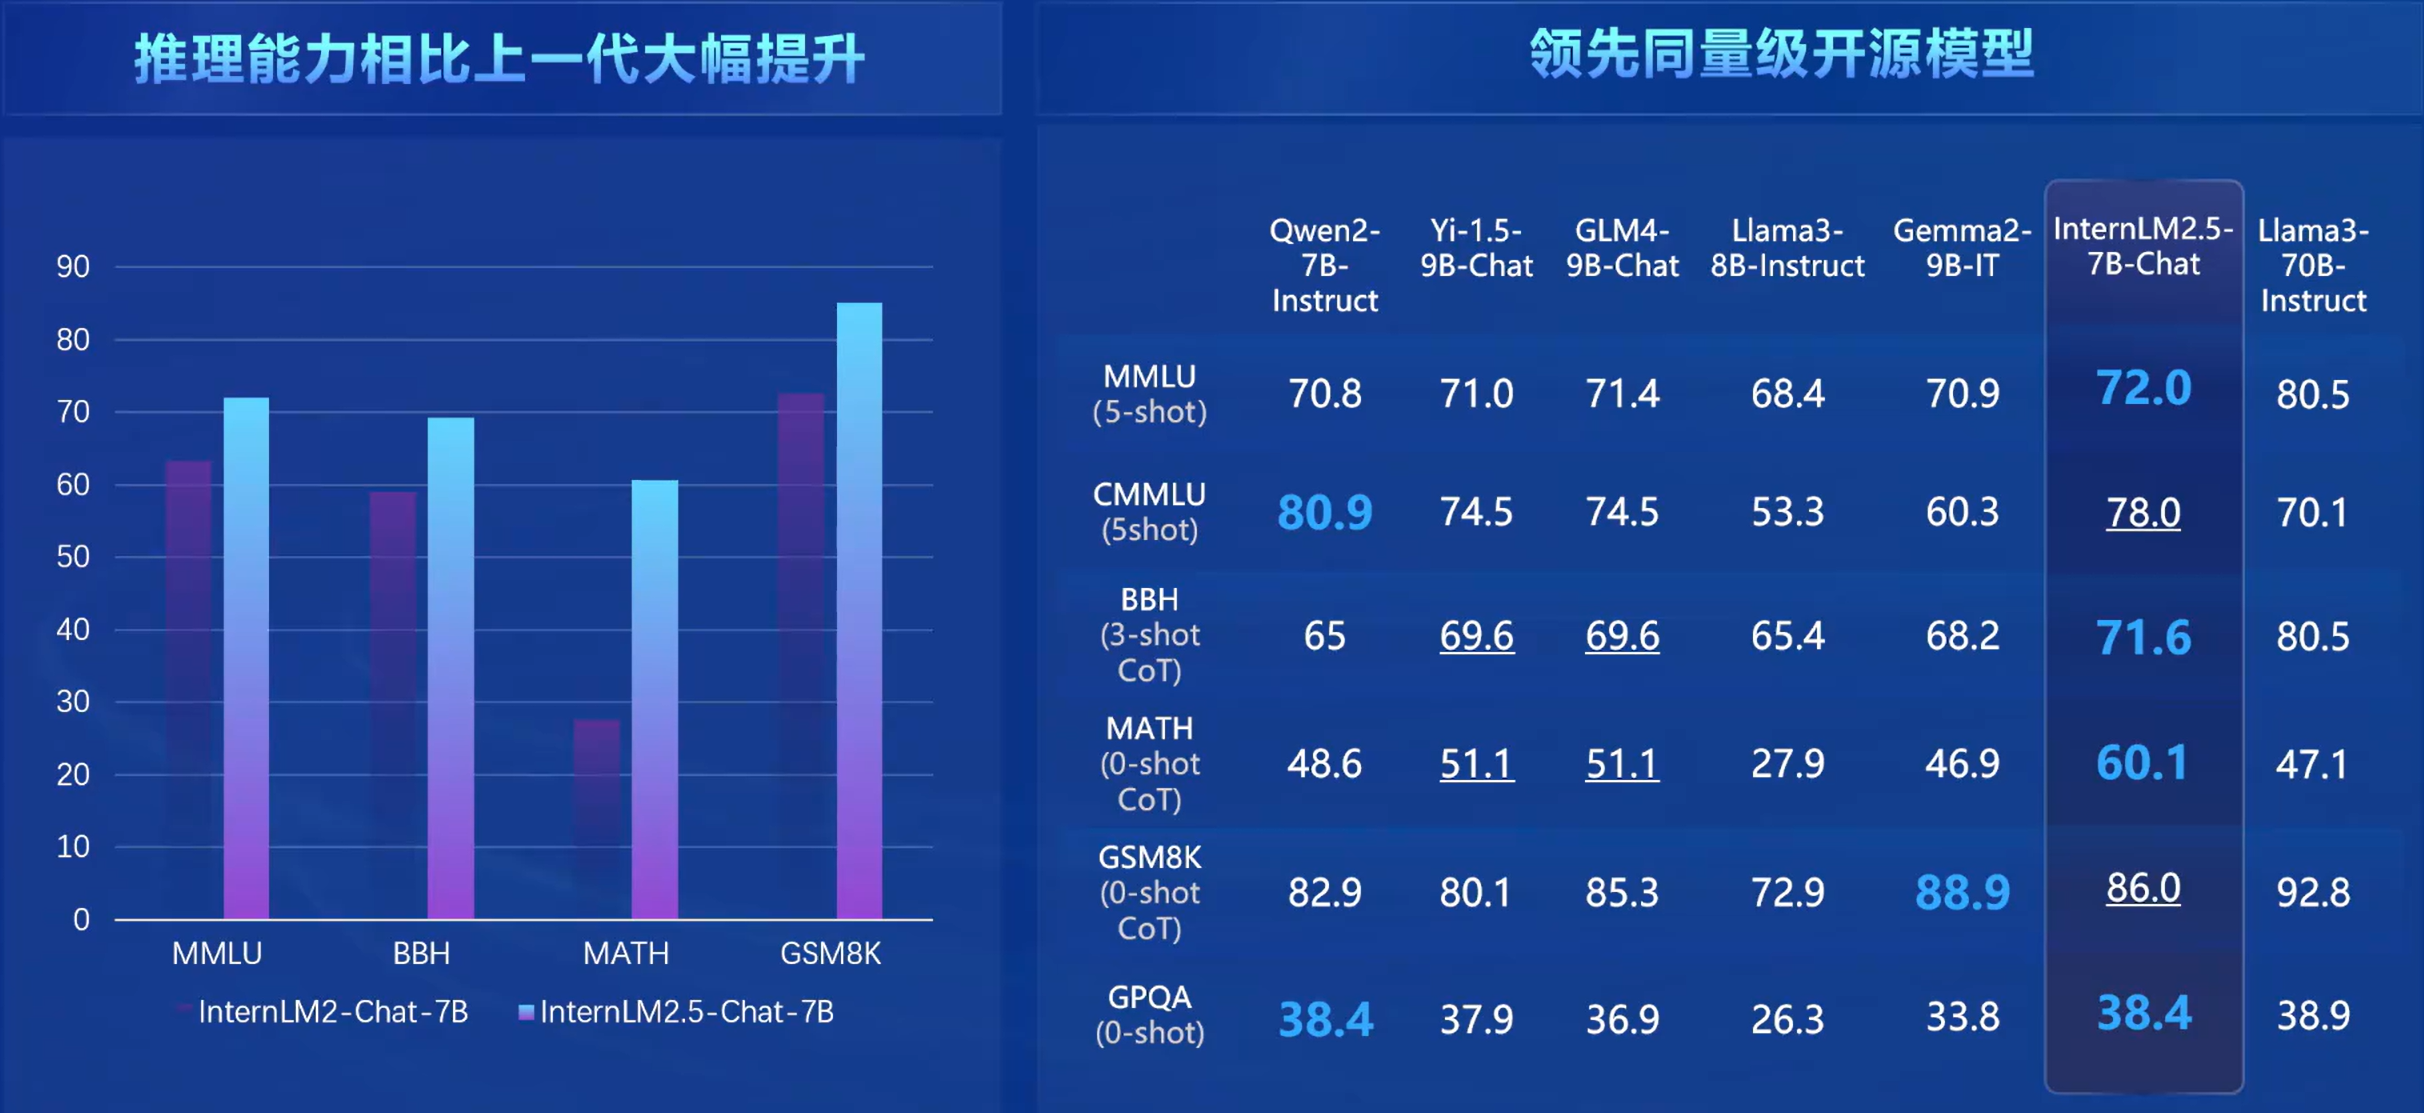 推理能力相比上一代大幅提升
90
80
70
60
50
40
30
20
10
0
MMLU BBH MATH GSM8K
InternLM2-Chat-7B InternLM2.5-Chat-7B
领先同量级开源模型
Qwen2- Yi-1.5- GLM4- Llama3- Gemma2- InternLM2.5- Llama3-
7B- 9B-Chat 9B-Chat 8B-Instruct 9B-IT 7B-Chat 70B-
Instruct Instruct
MMLU
(5-shot) 70.8 71.0 71.4 68.4 70.9 72.0 80.5
CMMLU
(5shot) 80.9 74.5 74.5 53.3 60.3 78.0 70.1
BBH
(3-shot 65 69.6 69.6 65.4 68.2 71.6 80.5
CoT)
MATH
(0-shot 48.6 51.1 51.1 27.9 46.9 60.1 47.1
CoT)
GSM8K
(0-shot 82.9 80.1 85.3 72.9 88.9 86.0 92.8
CoT)
GPQA
(0-shot) 38.4 37.9 36.9 26.3 33.8 38.4 38.9